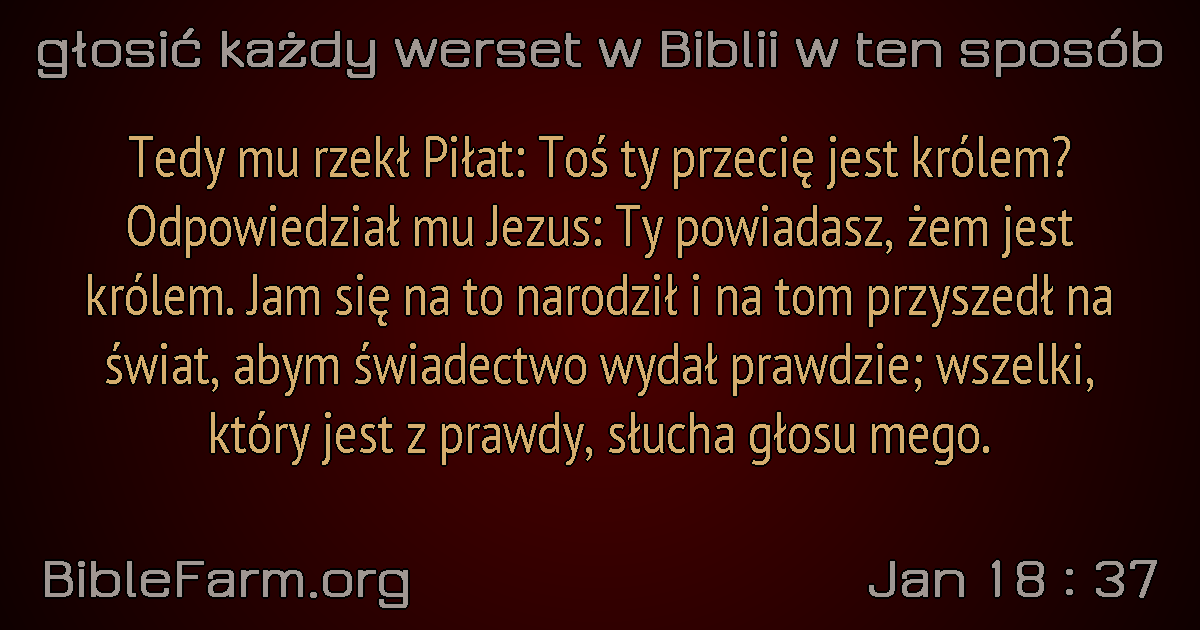 głosić każdy werset w Biblii w ten sposób
Tedy mu rzekł Piłat: Toś ty przecię jest królem?
Odpowiedział mu Jezus: Ty powiadasz, żem jest
królem. Jam się na to narodził i na tom przyszedł na
świat, abym świadectwo wydał prawdzie; wszelki,
który jest z prawdy, słucha głosu mego.
BibleFarm.org
Jan 18 : 37